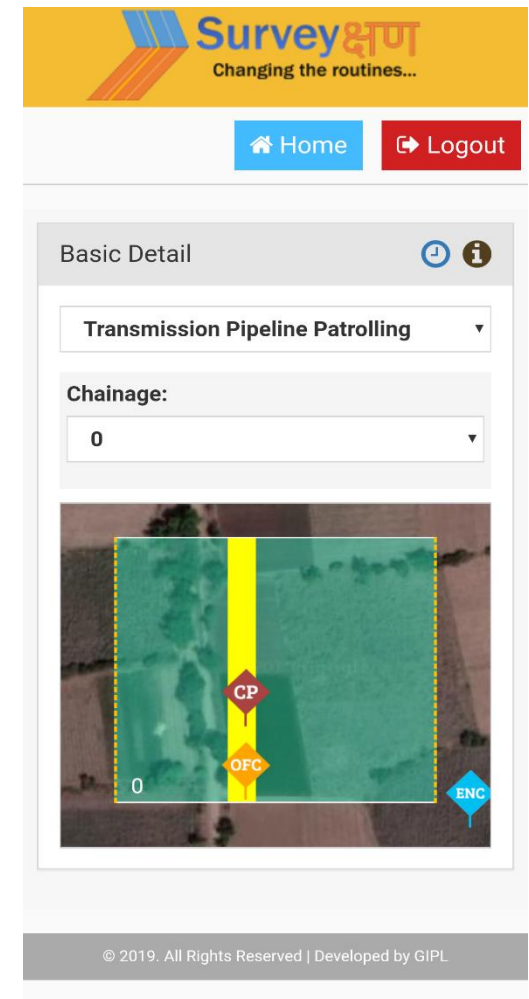 Surveyक्षण
Changing the routines...
Home
Logout
Basic Detail
Transmission Pipeline Patrolling
Chainage:
0
CP
OFC
0
ENC
© 2019. All Rights Reserved | Developed by GIPL